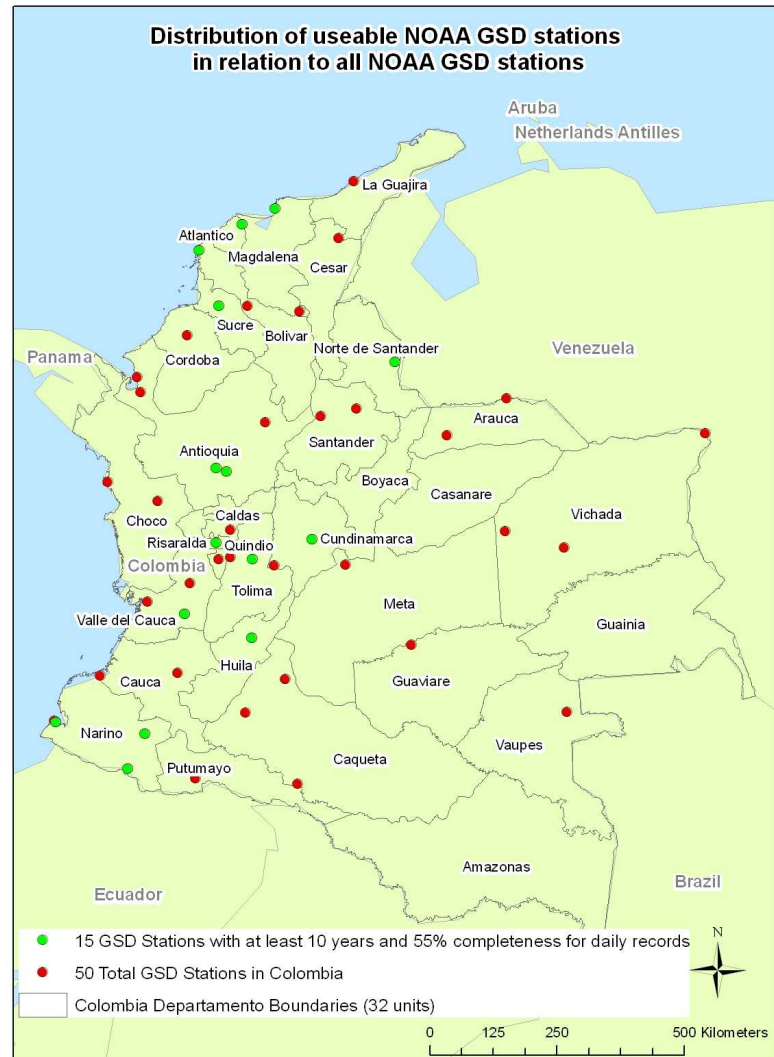 Distribution of useable NOAA GSD stations
in relation to all NOAA GSD stations
Aruba
Netherlands Antilles
La Guajira
Atlantico
Magdalena
Cesar
Sucre
Bolivar
Cordoba
Norte de Santander
Panama
Venezuela
Arauca
Santander
Antioquia
Boyaca
Casanare
Choco
Caldas
Vichada
Risaralda
Quindio
Cundinamarca
Colombia
Tolima
Meta
Valle del Cauca
Guainia
Huila
Cauca
Guaviare
Narino
Vaupes
Putumayo
Caqueta
Amazonas
Ecuador
Brazil
15 GSD Stations with at least 10 years and 55% completeness for daily records
N
50 Total GSD Stations in Colombia
Colombia Departamento Boundaries (32 units)
0 125 250 500 Kilometers